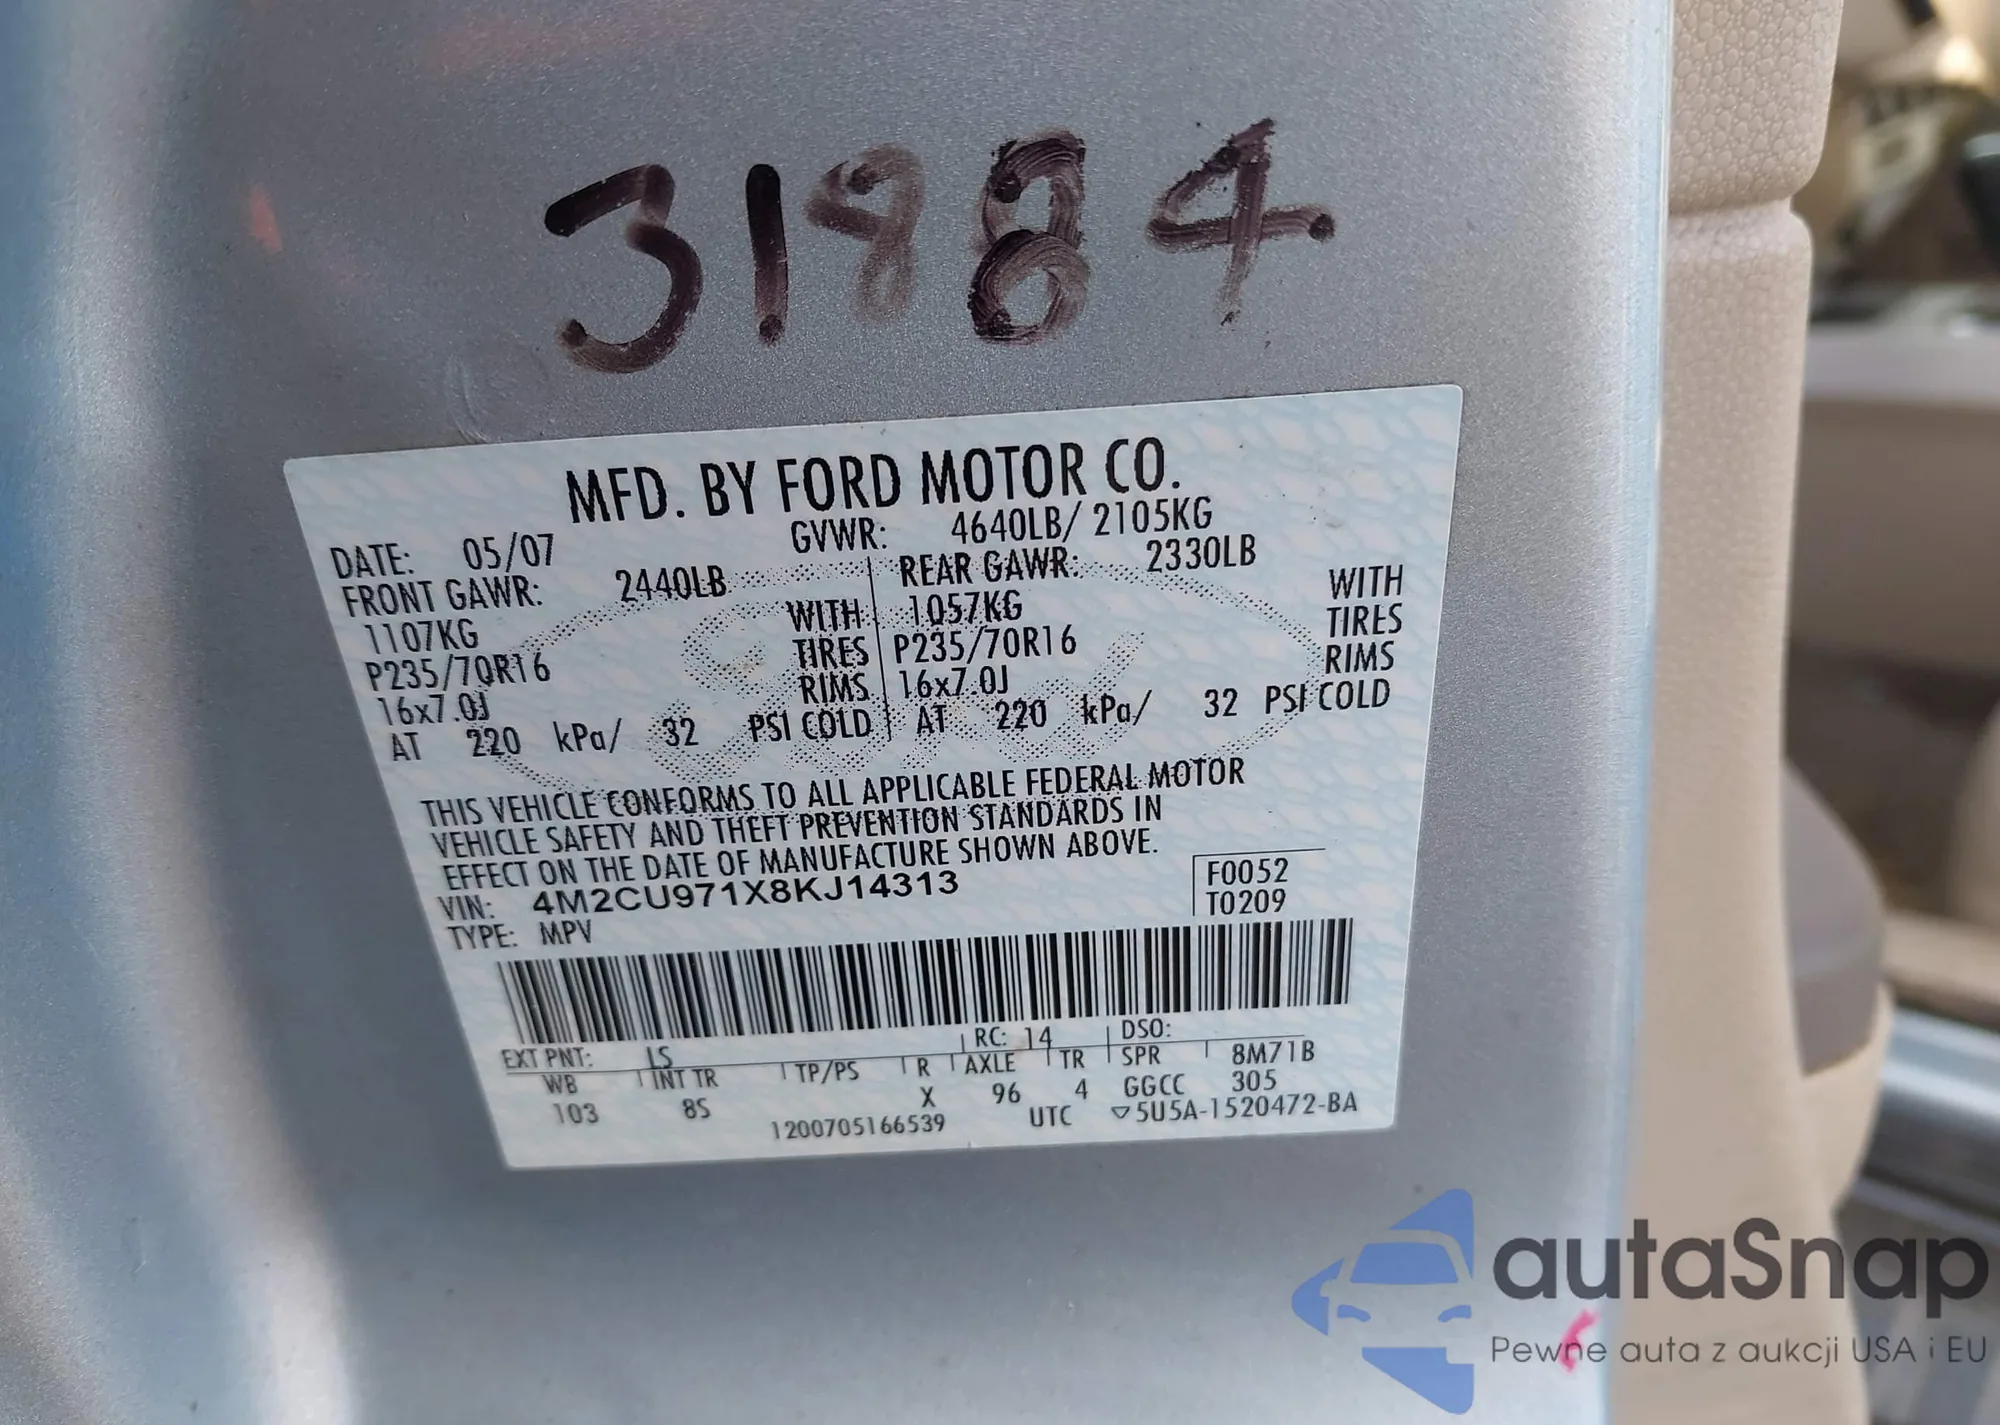 31984
MFD. BY FORD MOTOR CO.
DATE: 05/07 GVWR: 4640LB/ 2105KG
FRONT GAWR: 2440LB REAR GAWR: 2330LB
1107KG WITH 1057KG WITH
P235/70R16 TIRES P235/70R16 TIRES
16x7.0J RIMS 16x7.0J RIMS
AT 220 kPa/ 32 PSI COLD AT 220 kPa/ 32 PSI COLD
THIS VEHICLE CONFORMS TO ALL APPLICABLE FEDERAL MOTOR
VEHICLE SAFETY AND THEFT PREVENTION STANDARDS IN
EFFECT ON THE DATE OF MANUFACTURE SHOWN ABOVE.
VIN: 4M2CU971X8KJ14313
TYPE: MPV
F0052
T0209
EXT PNT: LS RC: 14 DSO:
WB INT TR TP/PS R AXLE TR SPR 8M71B
103 8S X 96 4 GGCC 305
1200705166539 UTC ▽5U5A-1520472-BA
autaSnap
Pewne auta z aukcji USA i EU